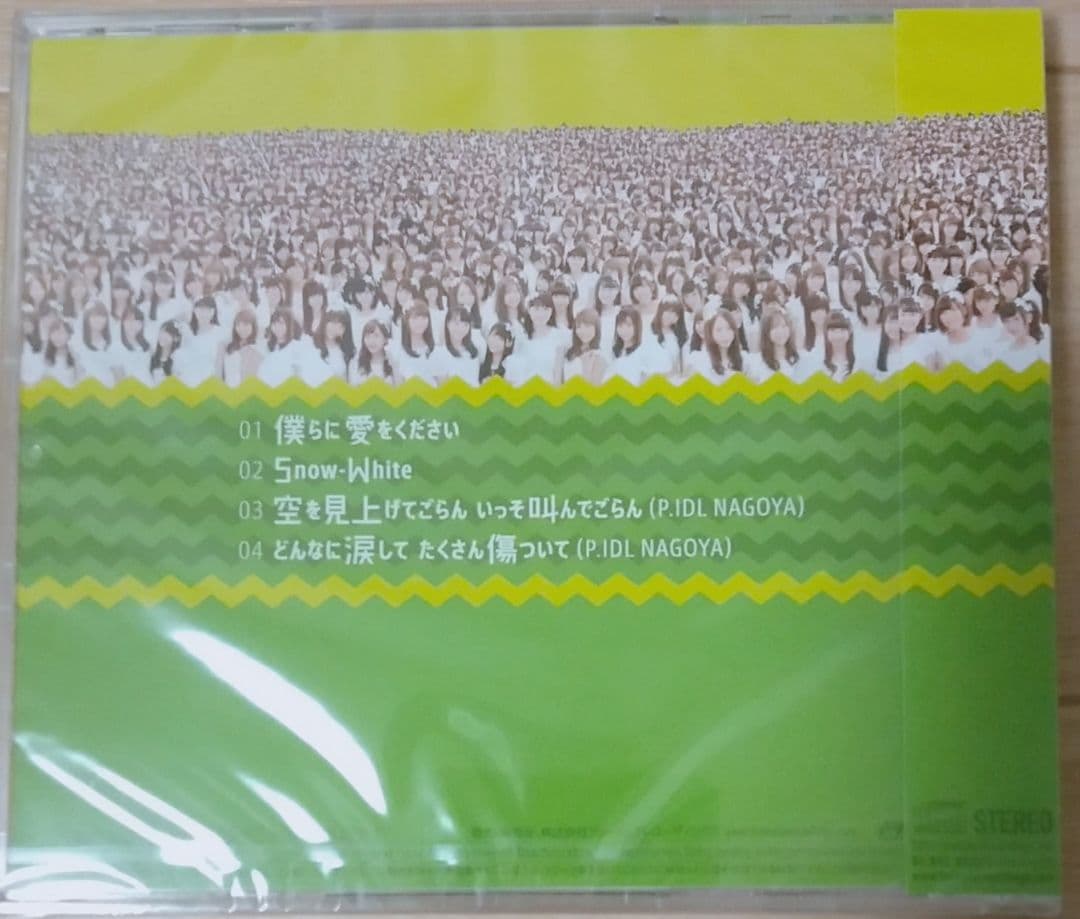 01 僕らに愛をください
02 Snow-White
03 空を見上げてごらん いっそ叫んでごらん (P.IDL NAGOYA)
04 どんなに涙して たくさん傷ついて (P.IDL NAGOYA)
STEREO